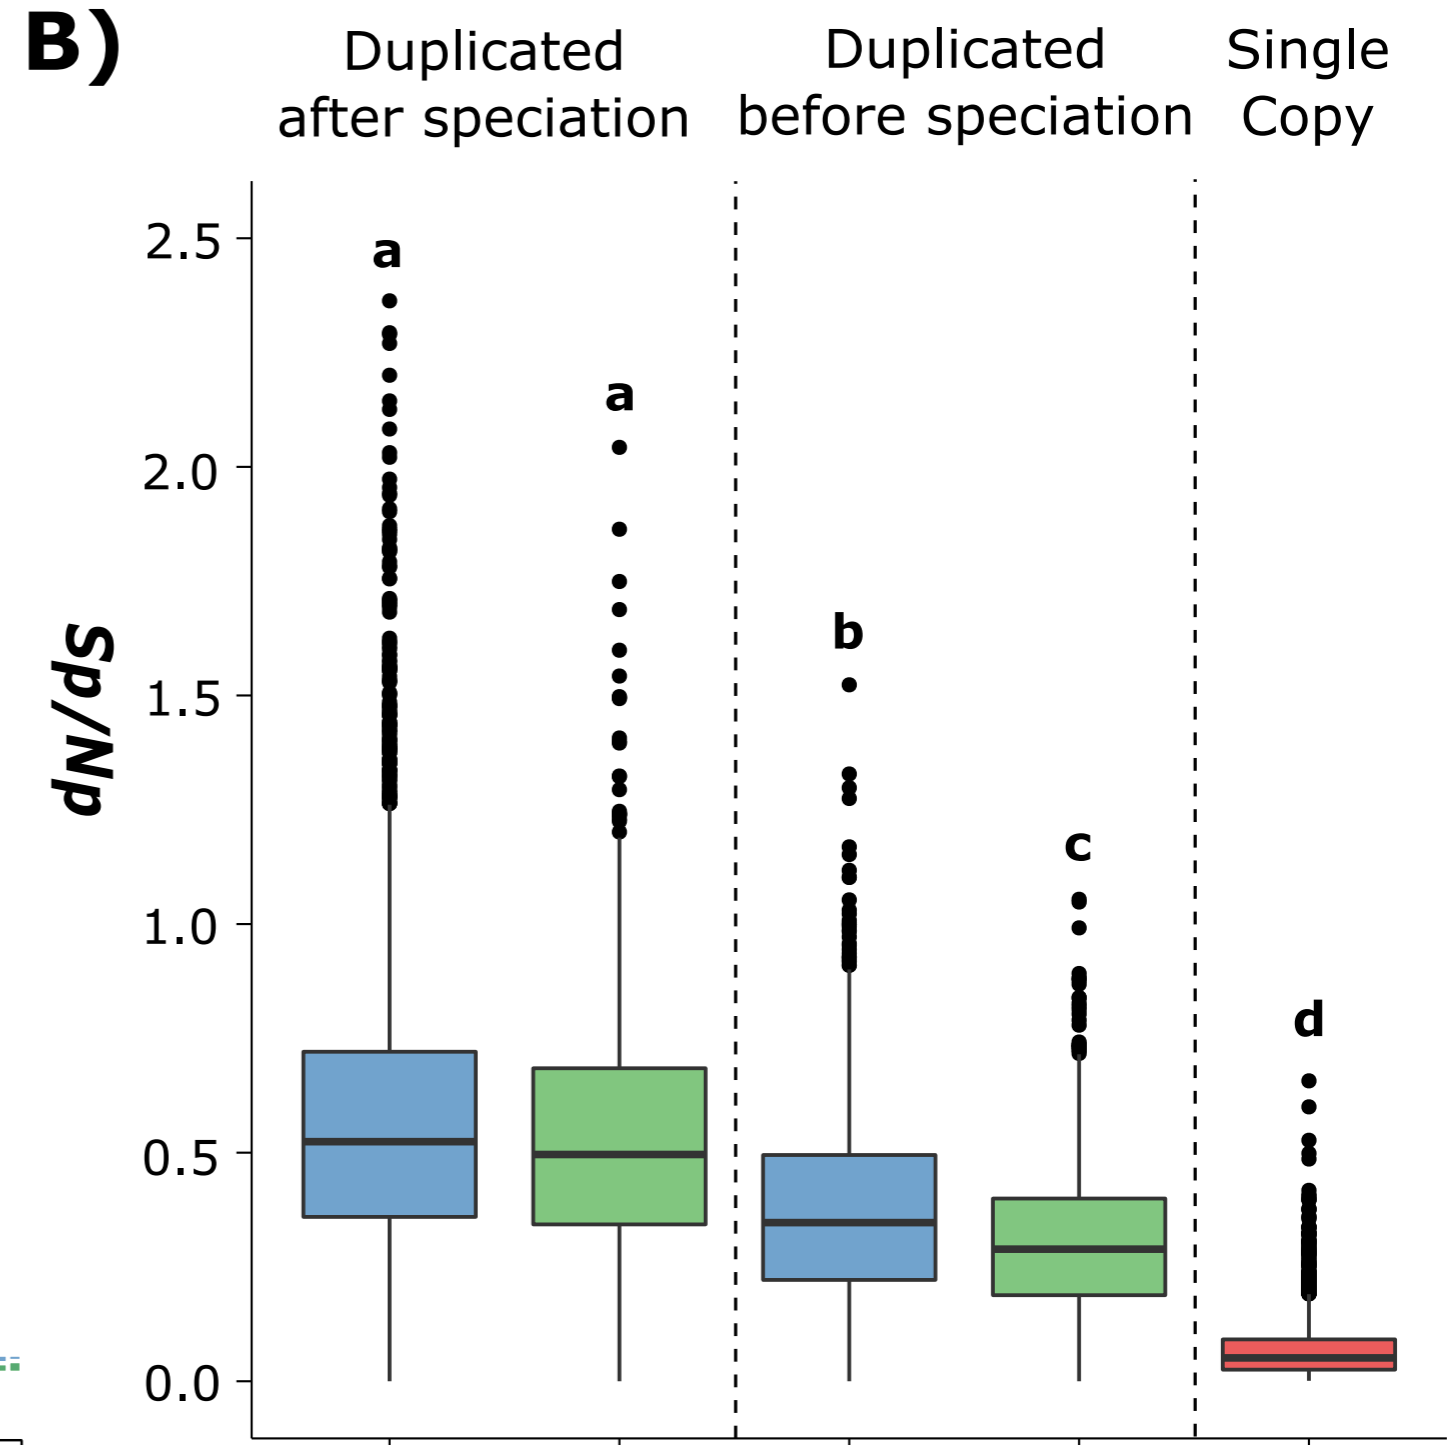 B)
Duplicated
after speciation
Duplicated
before speciation
Single
Copy
2.5
2.0
1.5
1.0
0.5
0.0
dN/dS
a
a
b
c
d